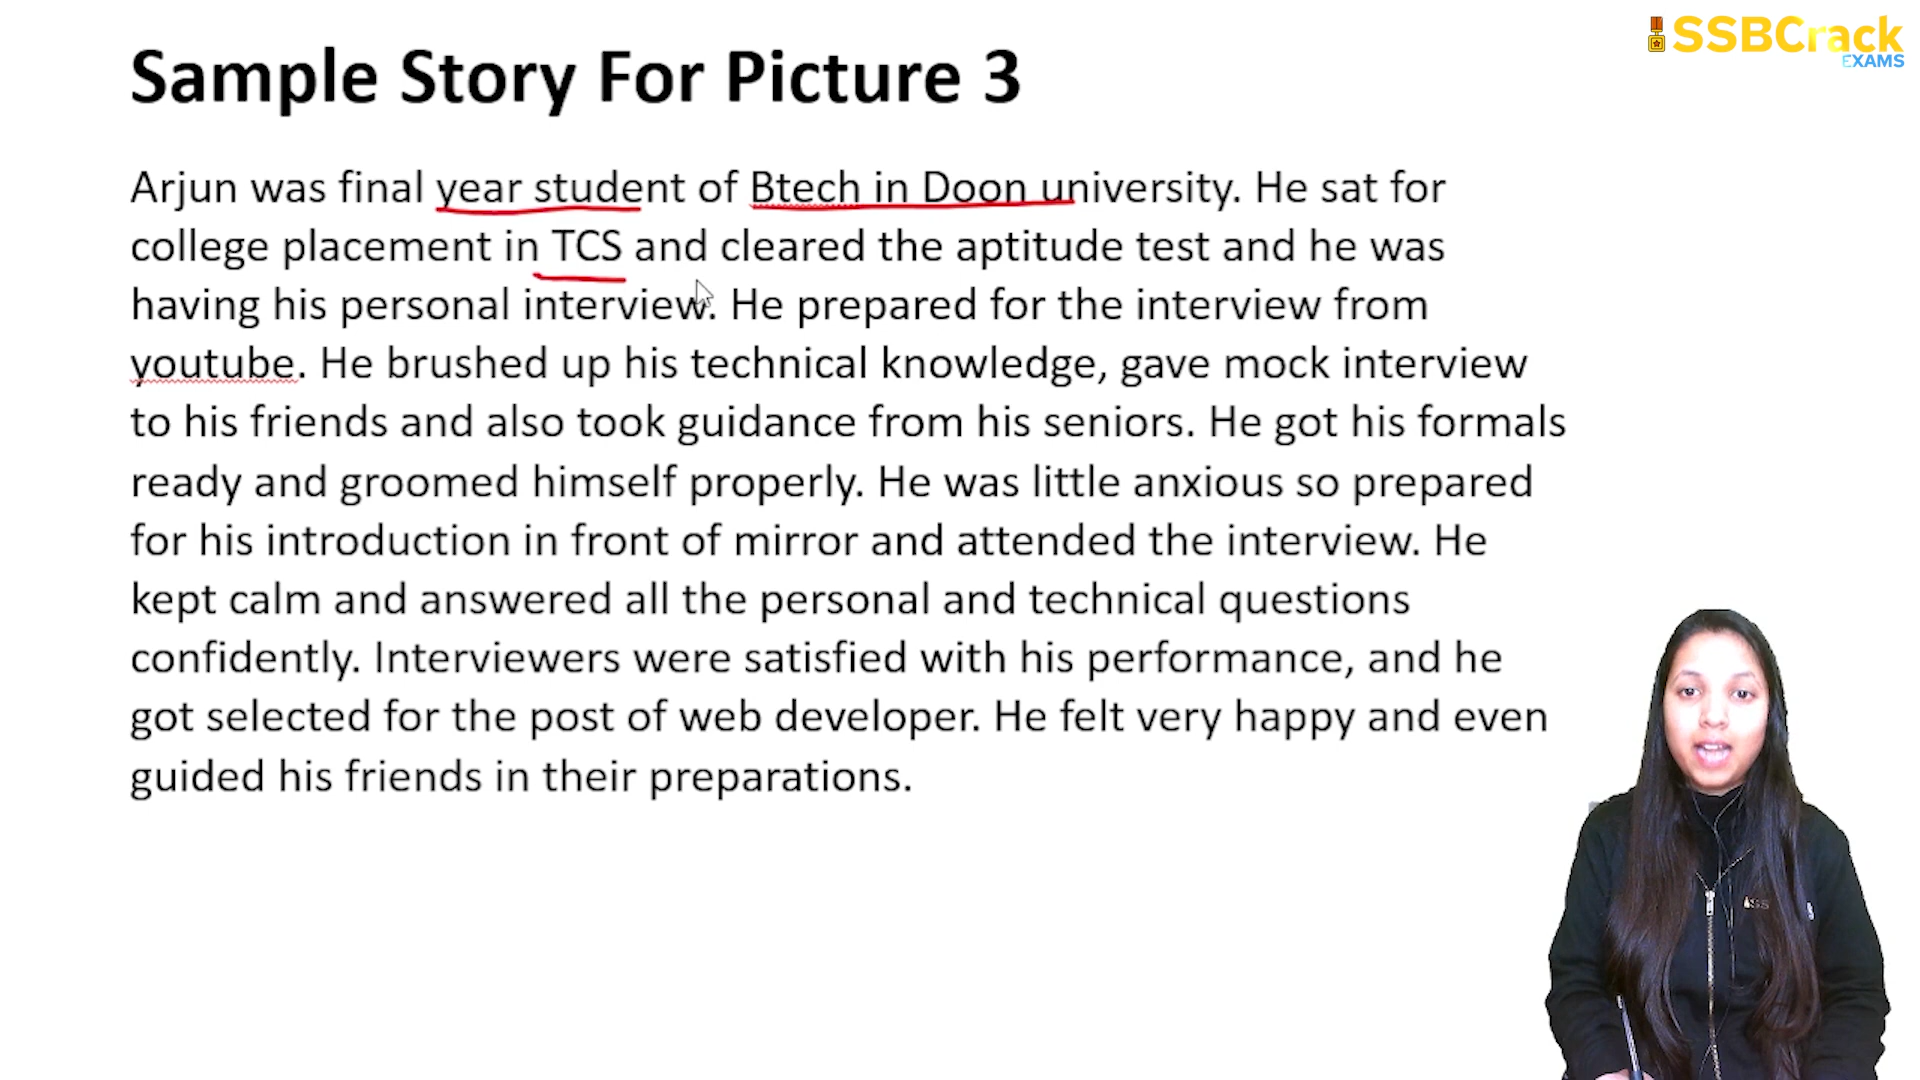 SSBCrack
EXAMS
Sample Story For Picture 3
Arjun was final year student of Btech in Doon university. He sat for
college placement in TCS and cleared the aptitude test and he was
having his personal interview. He prepared for the interview from
youtube. He brushed up his technical knowledge, gave mock interview
to his friends and also took guidance from his seniors. He got his formals
ready and groomed himself properly. He was little anxious so prepared
for his introduction in front of mirror and attended the interview. He
kept calm and answered all the personal and technical questions
confidently. Interviewers were satisfied with his performance, and he
got selected for the post of web developer. He felt very happy and even
guided his friends in their preparations.